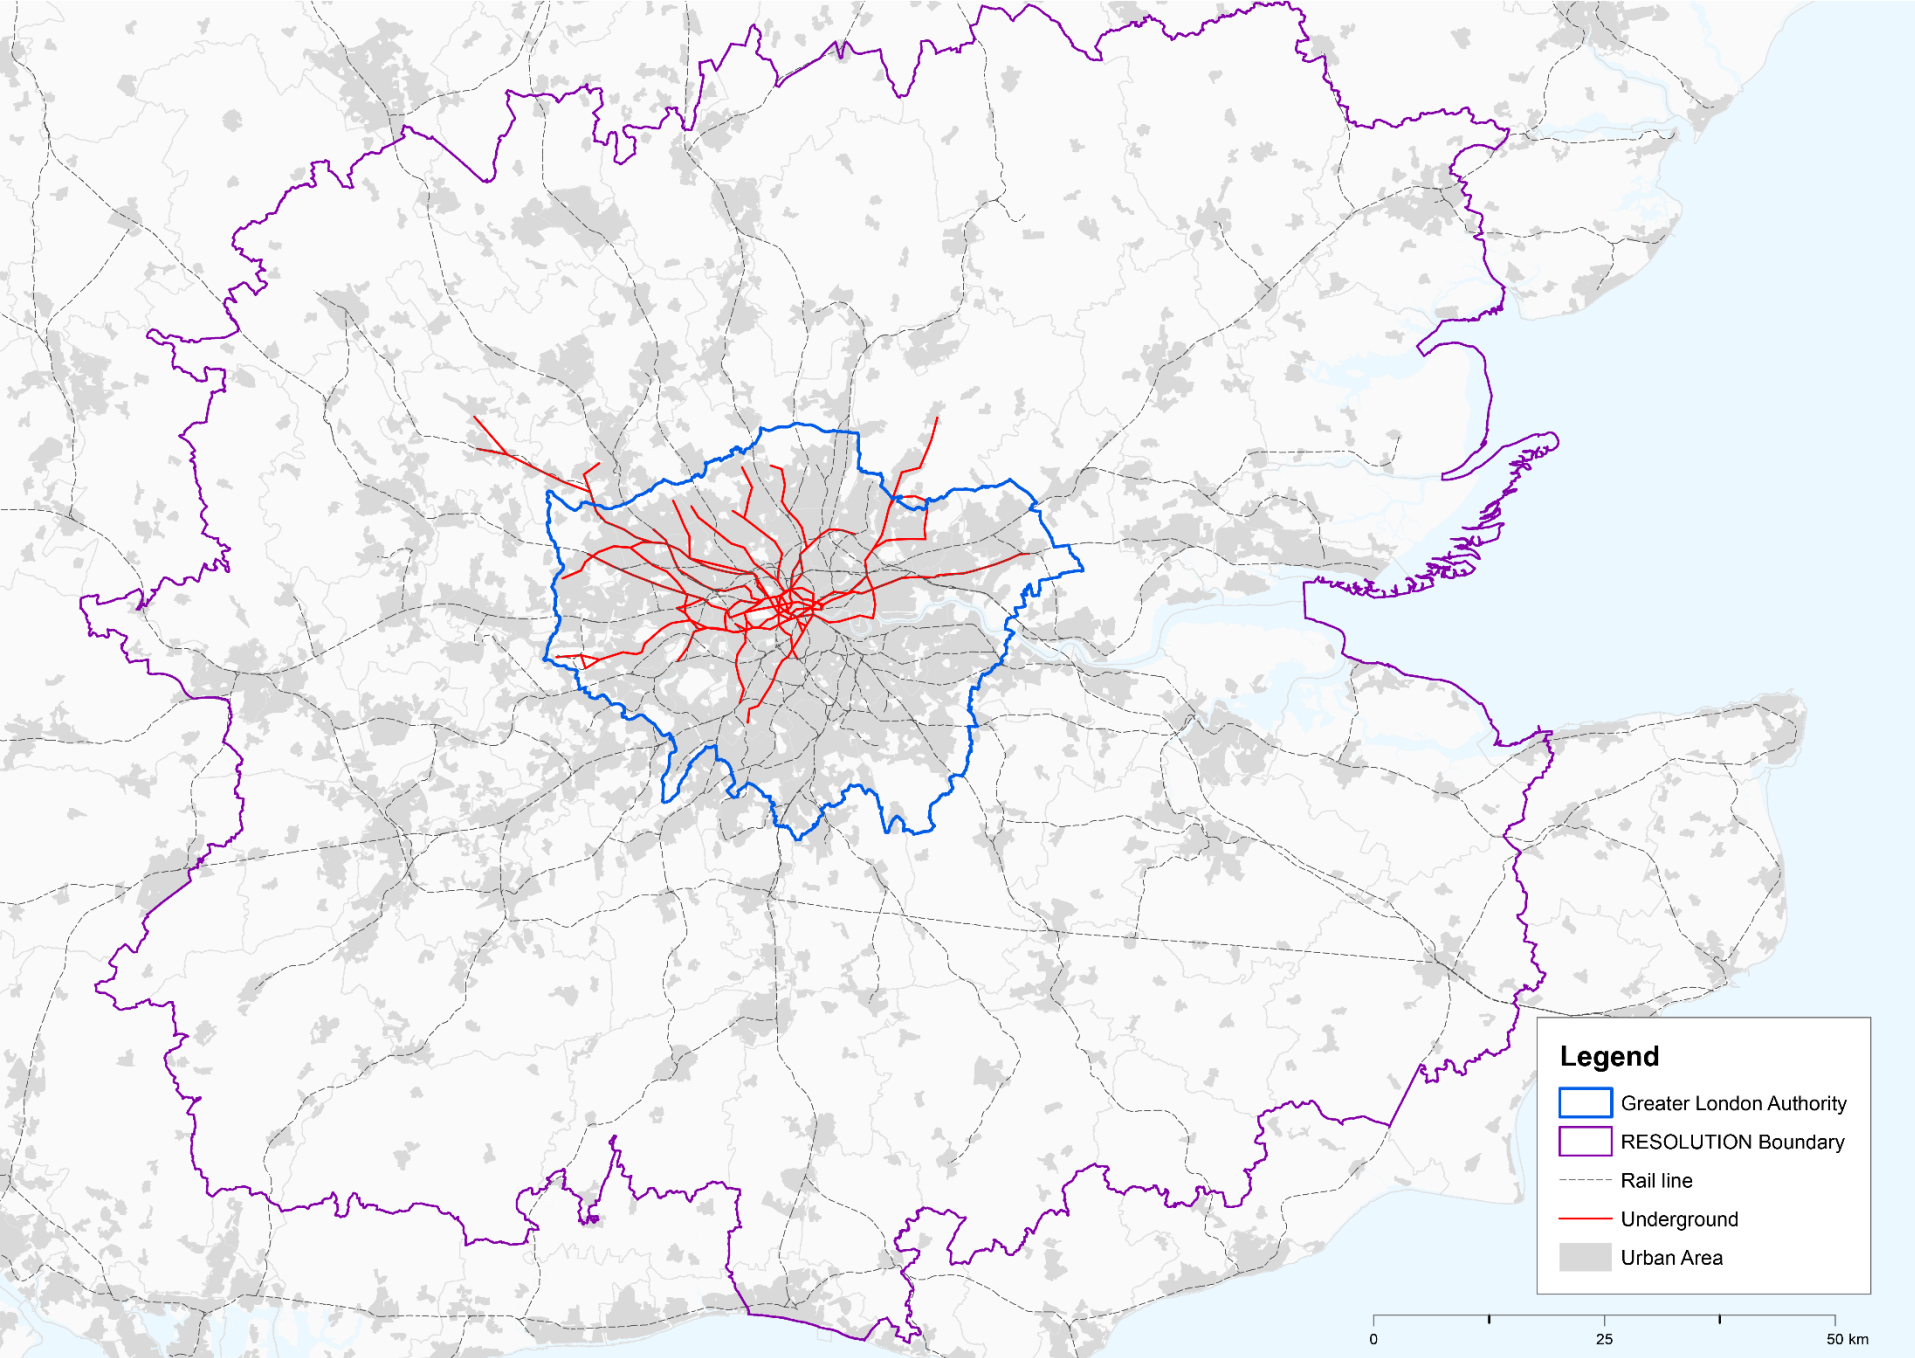 Legend
Greater London Authority
RESOLUTION Boundary
Rail line
Underground
Urban Area
0 25 50 km